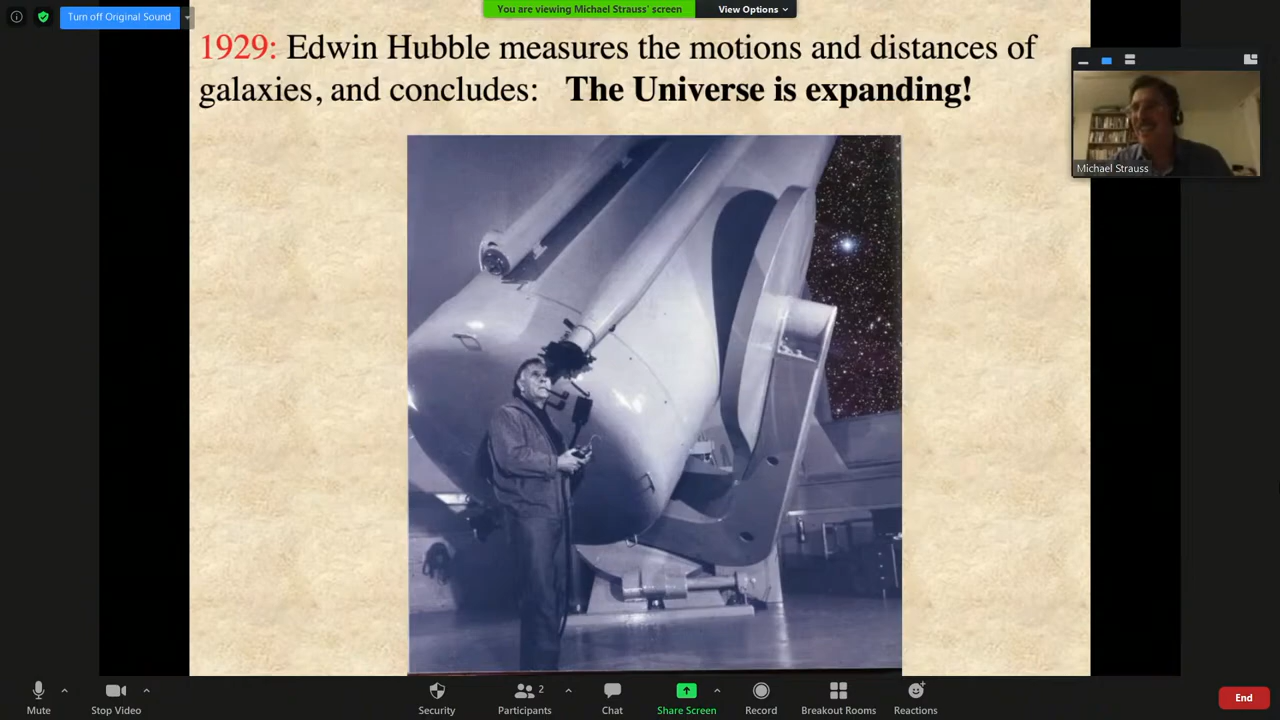 Turn off Original Sound
You are viewing Michael Strauss' screen
View Options
1929: Edwin Hubble measures the motions and distances of
galaxies, and concludes: The Universe is expanding!
Michael Strauss
Mute
Stop Video
Security
Participants
2
Chat
Share Screen
Record
Breakout Rooms
Reactions
End